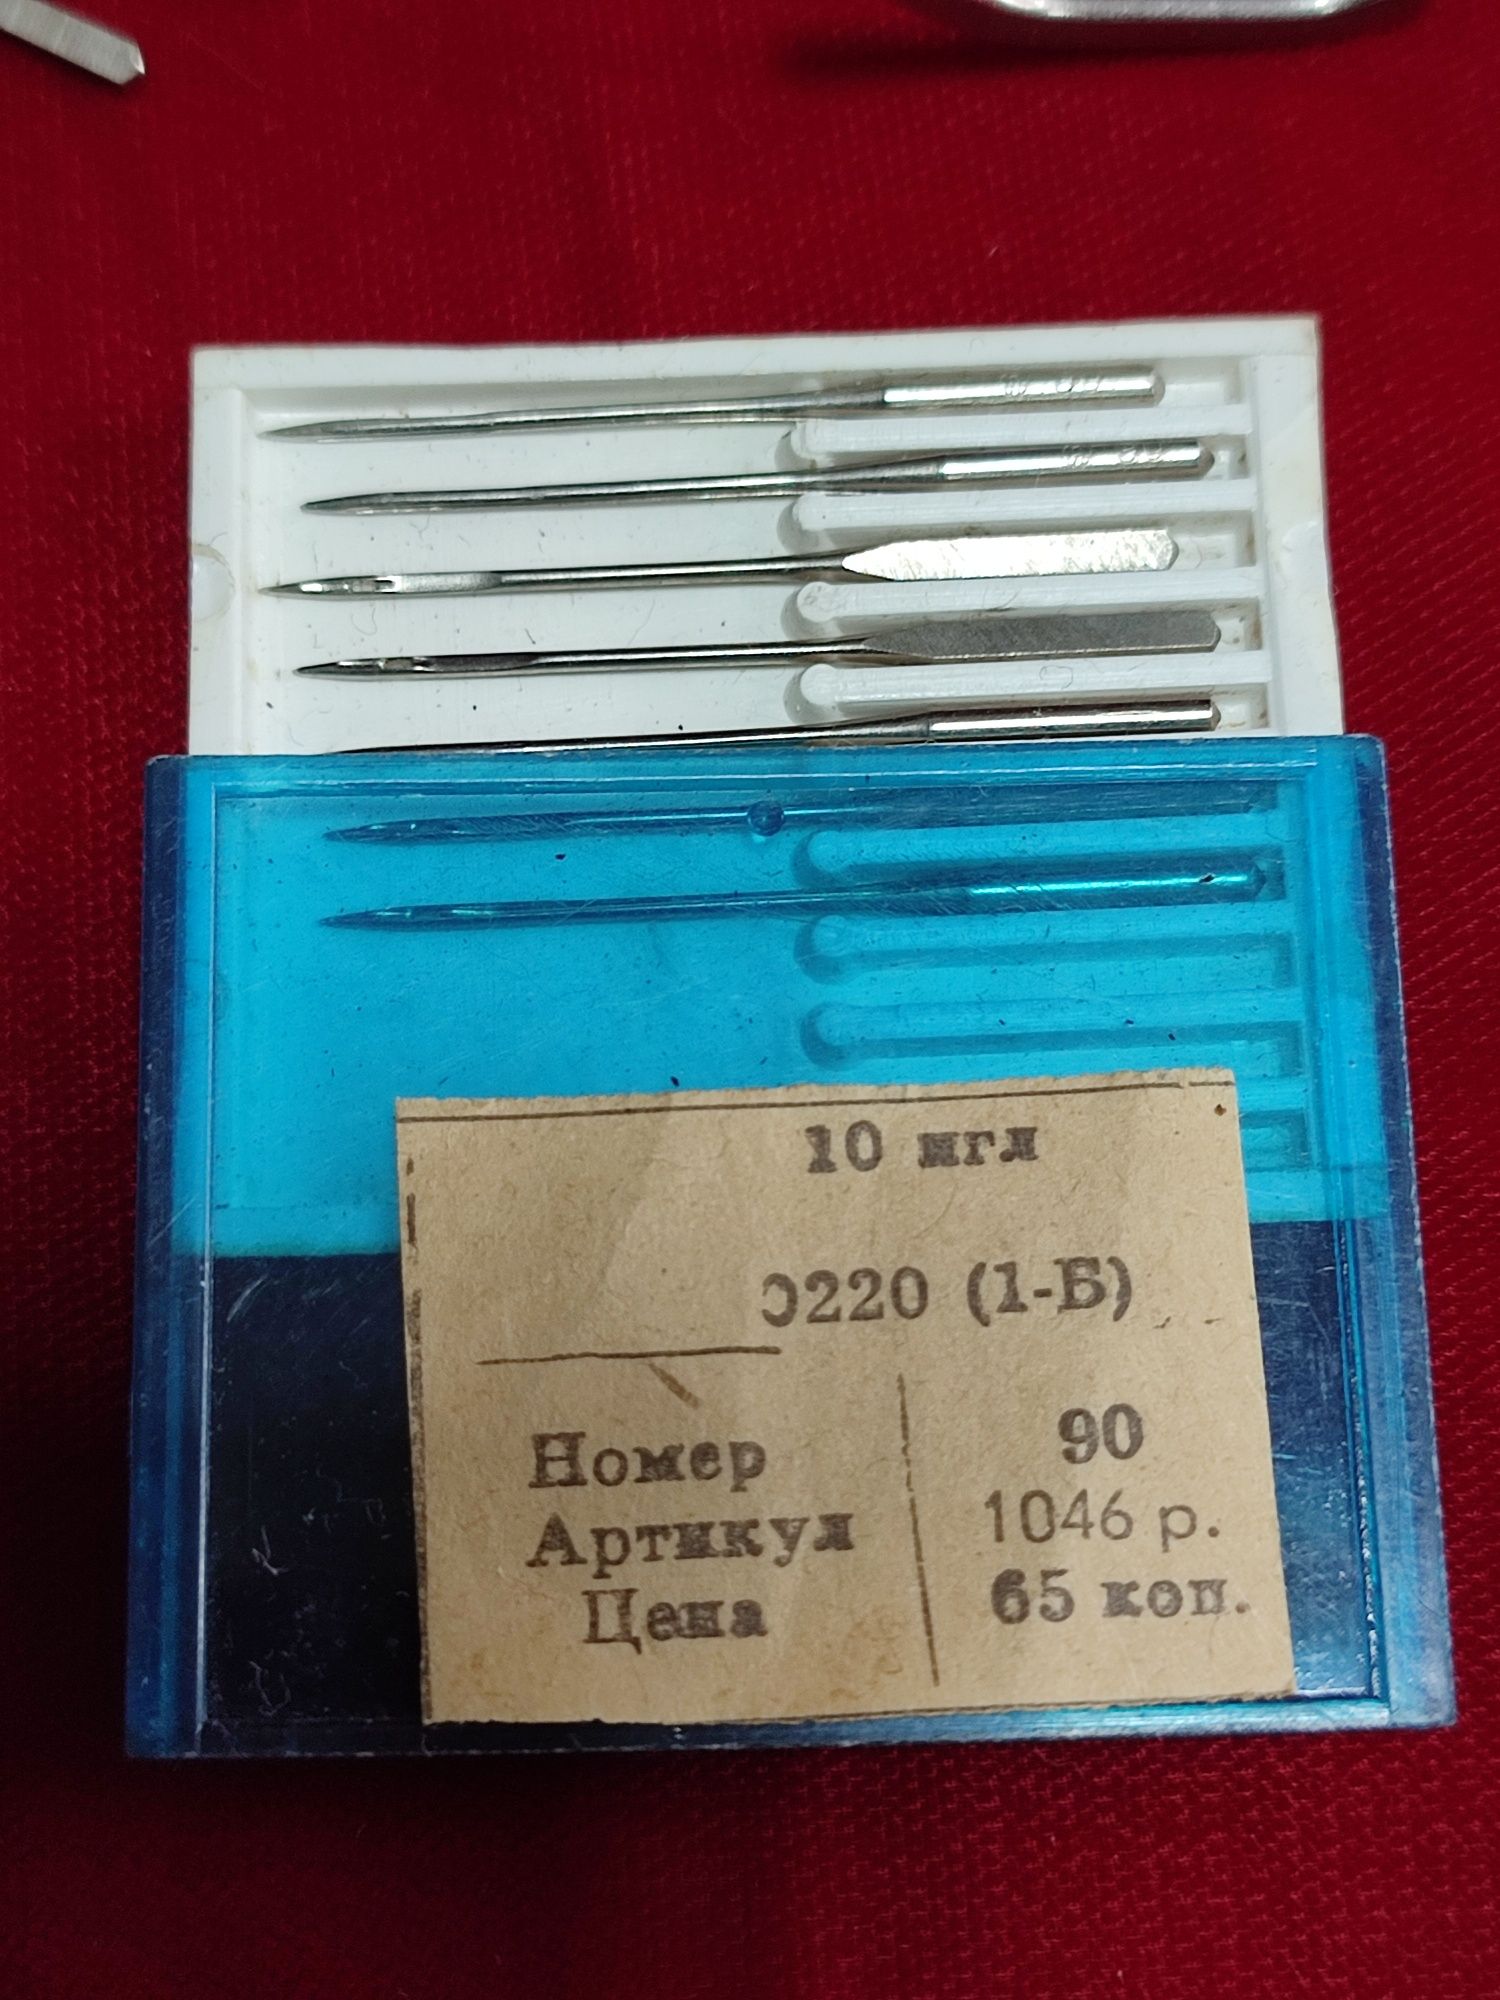 10 игл
0220 (1-Б)
Номер 90
Артикул 1046 р.
Цена 65 коп.